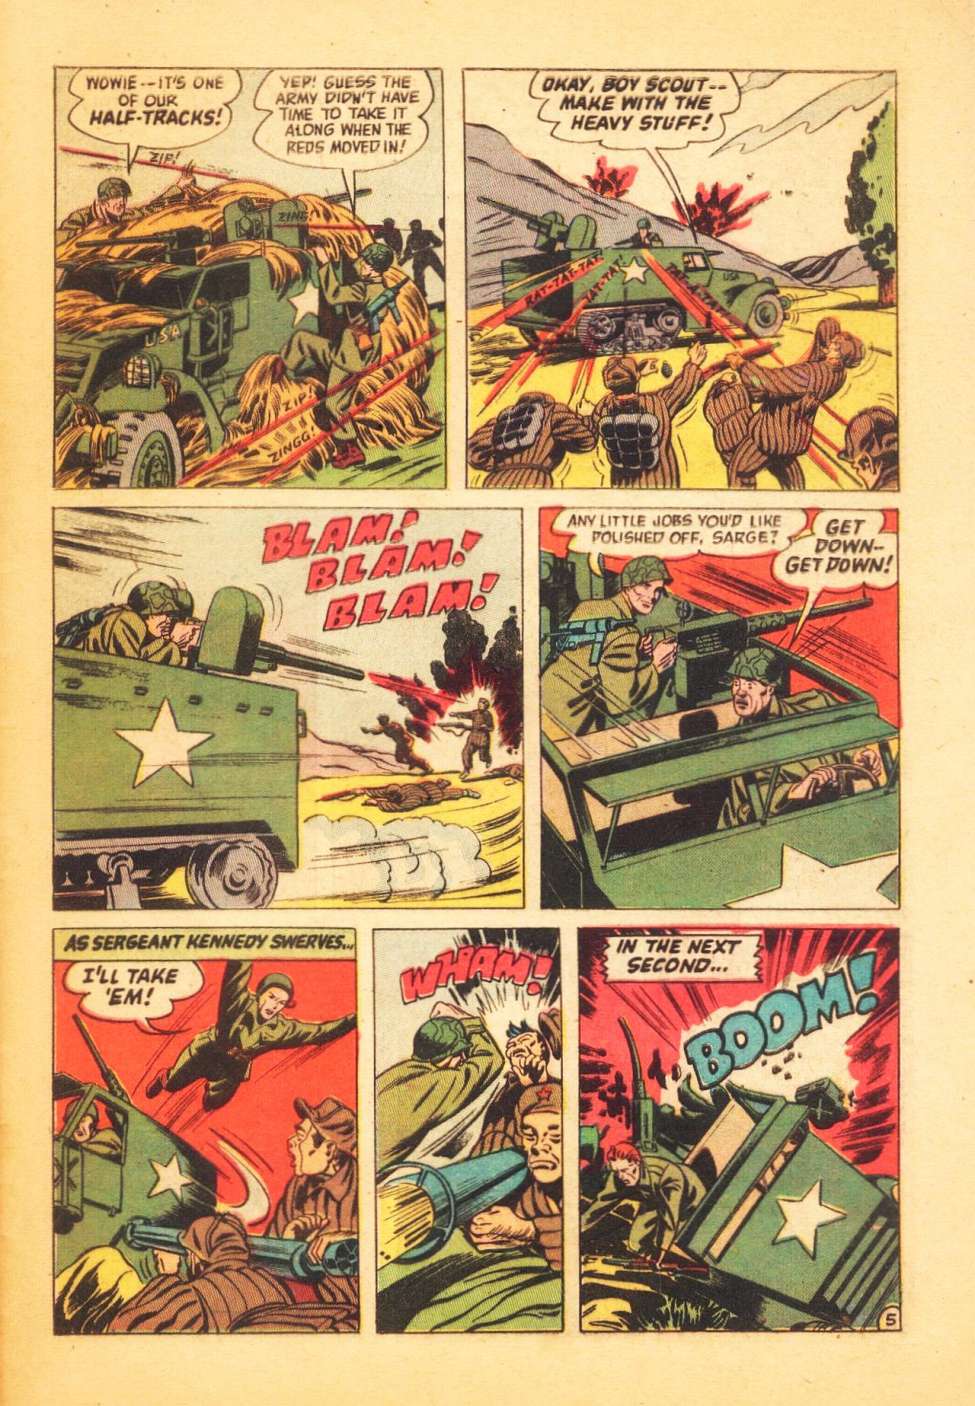 WOWIE--IT'S ONE
OF OUR
HALF-TRACKS!
YEP! GUESS THE
ARMY DIDN'T HAVE
TIME TO TAKE IT
ALONG WHEN THE
REDS MOVED IN!
ZIP!
ZING!
USA
ZIP!
ZINGG!
OKAY, BOY SCOUT--
MAKE WITH THE
HEAVY STUFF!
USA
RAT-TAT-TAT
TAT-TAT
BLAM!
BLAM!
BLAM!
ANY LITTLE JOBS YOU'D LIKE
POLISHED OFF, SARGE?
GET
DOWN--
GET DOWN!
AS SERGEANT KENNEDY SWERVES...
I'LL TAKE
'EM!
WHAM!
IN THE NEXT
SECOND...
BOOM!
5